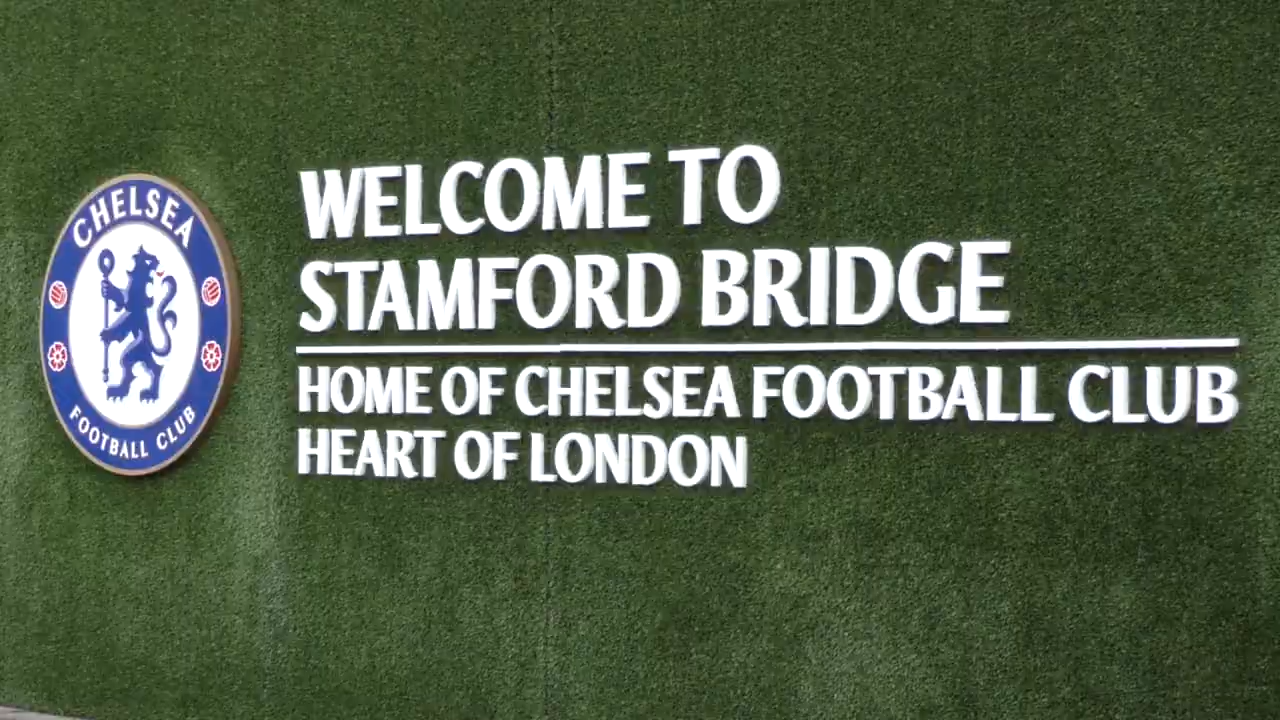 CHELSEA
FOOTBALL CLUB
WELCOME TO
STAMFORD BRIDGE
HOME OF CHELSEA FOOTBALL CLUB
HEART OF LONDON